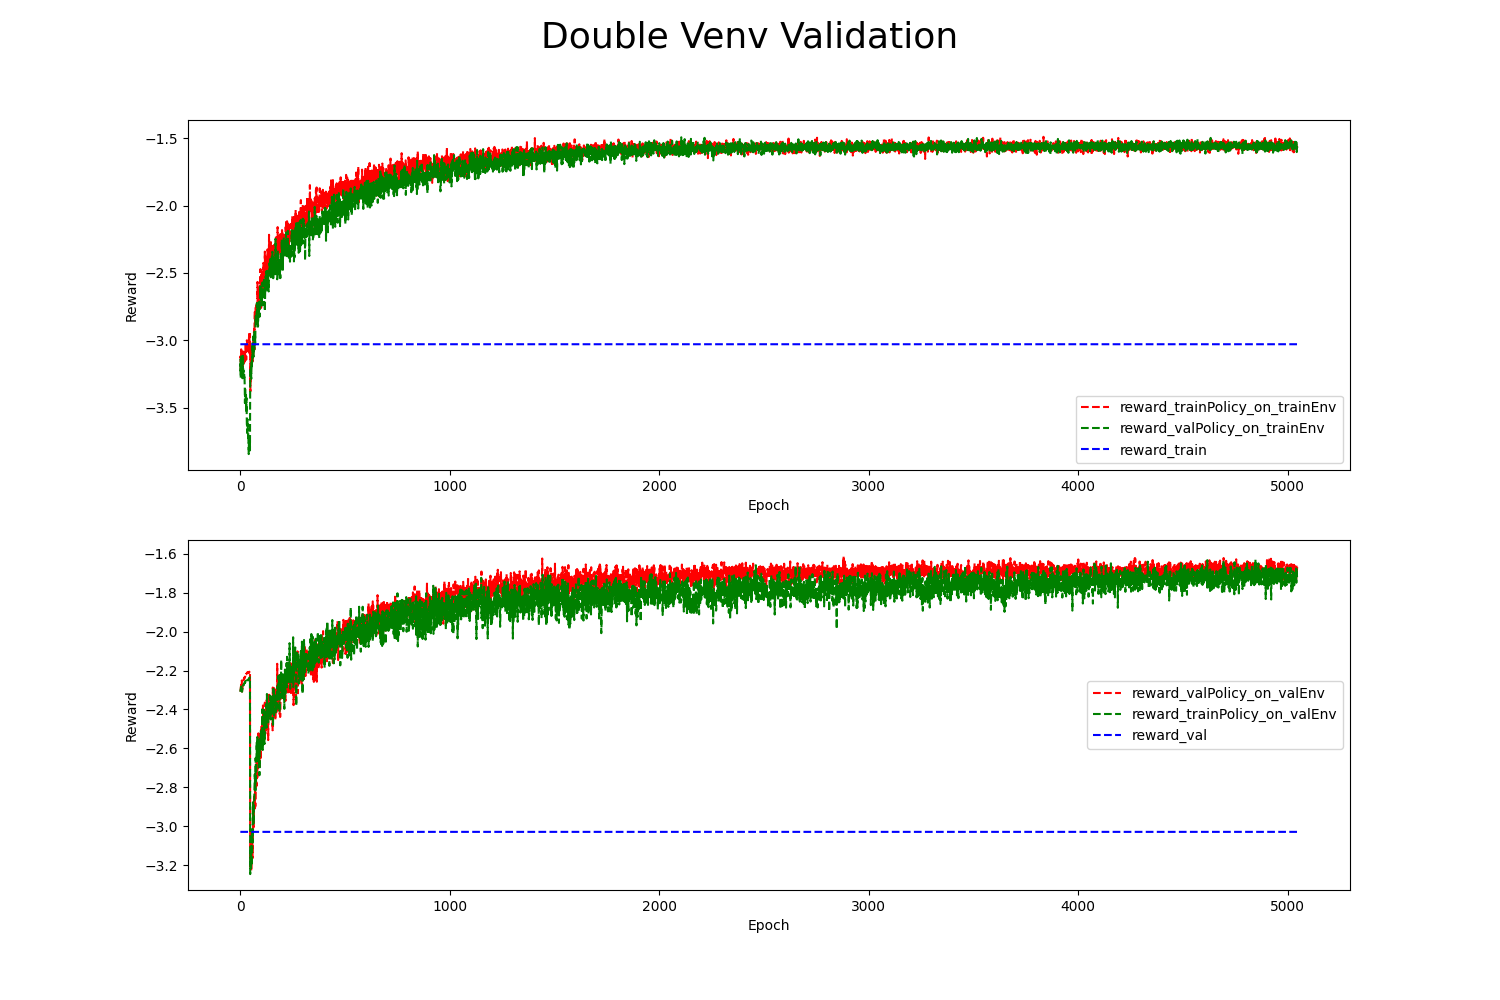 Double Venv Validation
−1.5
−2.0
−2.5
−3.0
−3.5
Reward
reward_trainPolicy_on_trainEnv
reward_valPolicy_on_trainEnv
reward_train
0 1000 2000 3000 4000 5000
Epoch
−1.6
−1.8
−2.0
−2.2
−2.4
−2.6
−2.8
−3.0
−3.2
Reward
reward_valPolicy_on_valEnv
reward_trainPolicy_on_valEnv
reward_val
0 1000 2000 3000 4000 5000
Epoch